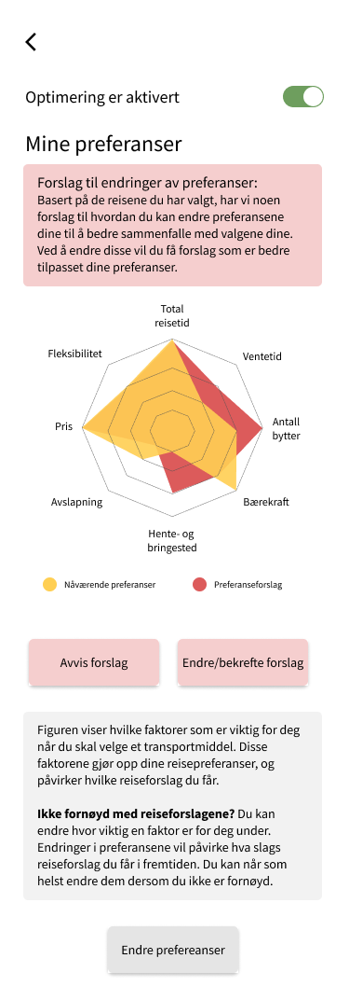 Optimering er aktivert
Mine preferanser
Forslag til endringer av preferanser:
Basert på de reisene du har valgt, har vi noen
forslag til hvordan du kan endre preferansene
dine til å bedre sammenfalle med valgene dine.
Ved å endre disse vil du få forslag som er bedre
tilpasset dine preferanser.
Total
reisetid
Fleksibilitet
Ventetid
Pris
Antall
bytter
Avslapning
Bærekraft
Hente- og
bringested
Nåværende preferanser
Preferanseforslag
Avvis forslag
Endre/bekrefte forslag
Figuren viser hvilke faktorer som er viktig for deg
når du skal velge et transportmiddel. Disse
faktorene gjør opp dine reisepreferanser, og
påvirker hvilke reiseforslag du får.
Ikke fornøyd med reiseforslagene? Du kan
endre hvor viktig en faktor er for deg under.
Endringer i preferansene vil påvirke hva slags
reiseforslag du får i fremtiden. Du kan når som
helst endre dem dersom du ikke er fornøyd.
Endre prefereanser